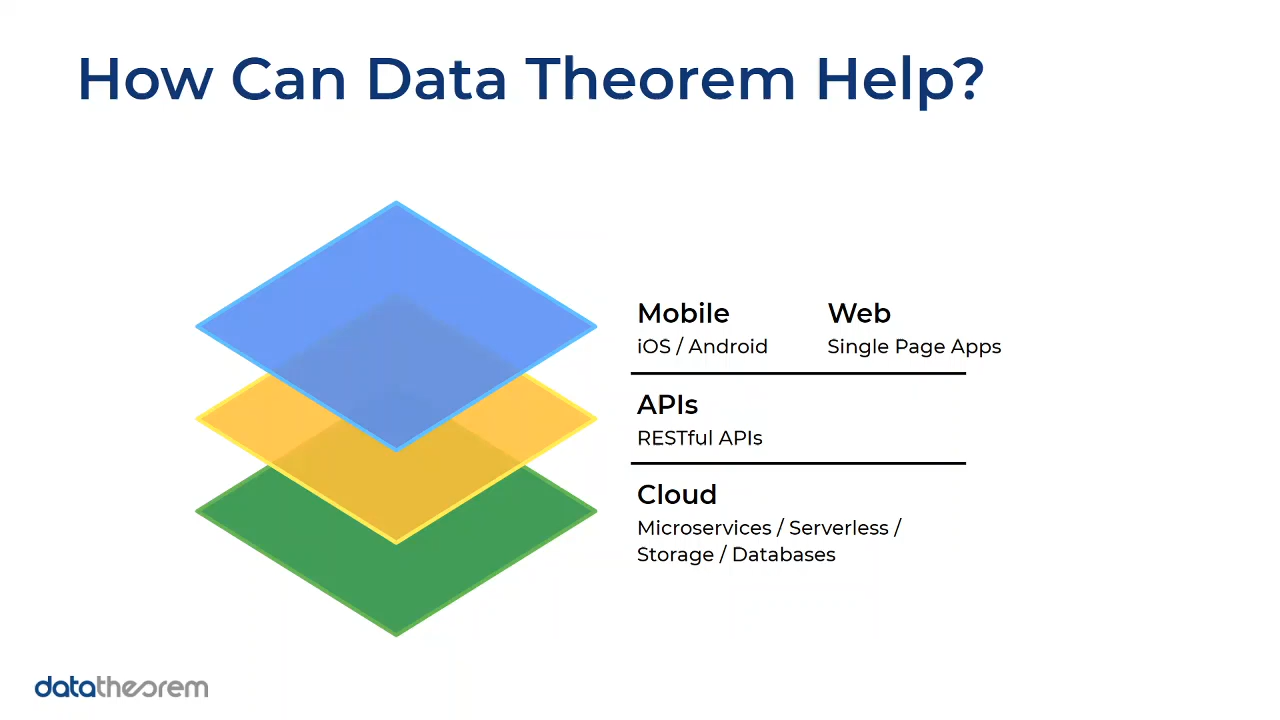 How Can Data Theorem Help?
Mobile
iOS / Android
Web
Single Page Apps
APIs
RESTful APIs
Cloud
Microservices / Serverless /
Storage / Databases
datatheorem